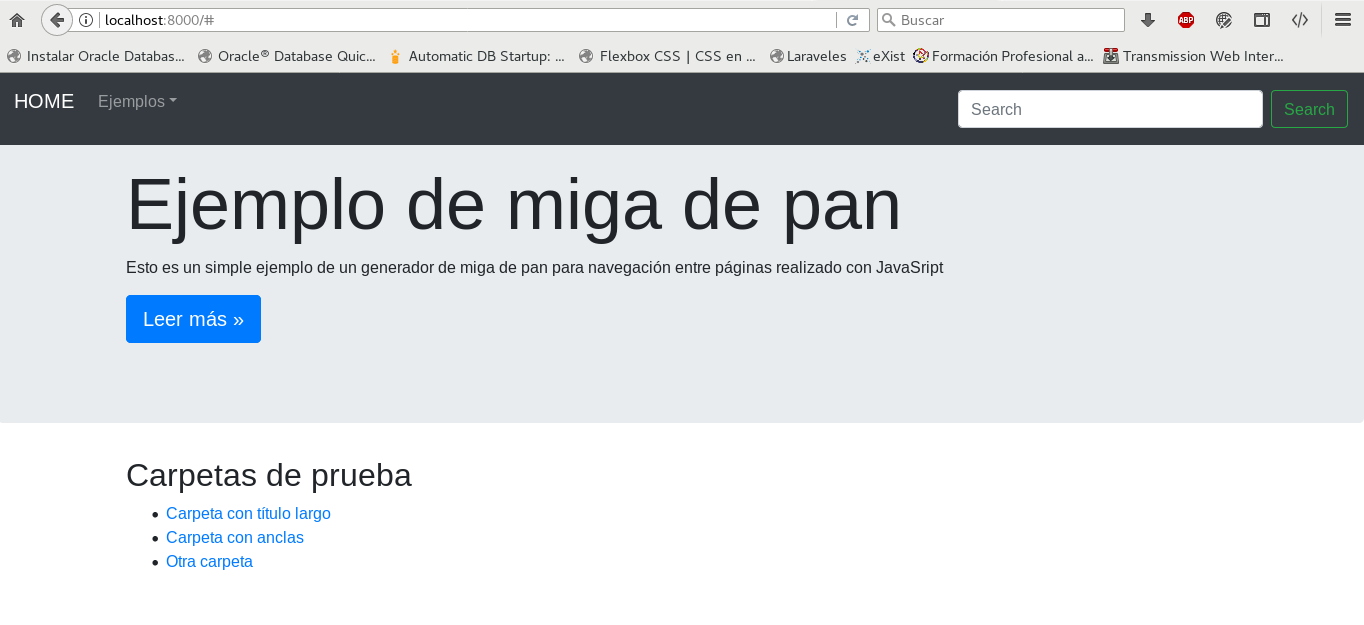 localhost:8000/#
Buscar
ABP
Instalar Oracle Databas... Oracle® Database Quic... Automatic DB Startup: ... Flexbox CSS | CSS en ... Laraveles eXist Formación Profesional a... Transmission Web Inter...
HOME Ejemplos Search Search
Ejemplo de miga de pan
Esto es un simple ejemplo de un generador de miga de pan para navegación entre páginas realizado con JavaSript
Leer más »
Carpetas de prueba
• Carpeta con título largo
• Carpeta con anclas
• Otra carpeta